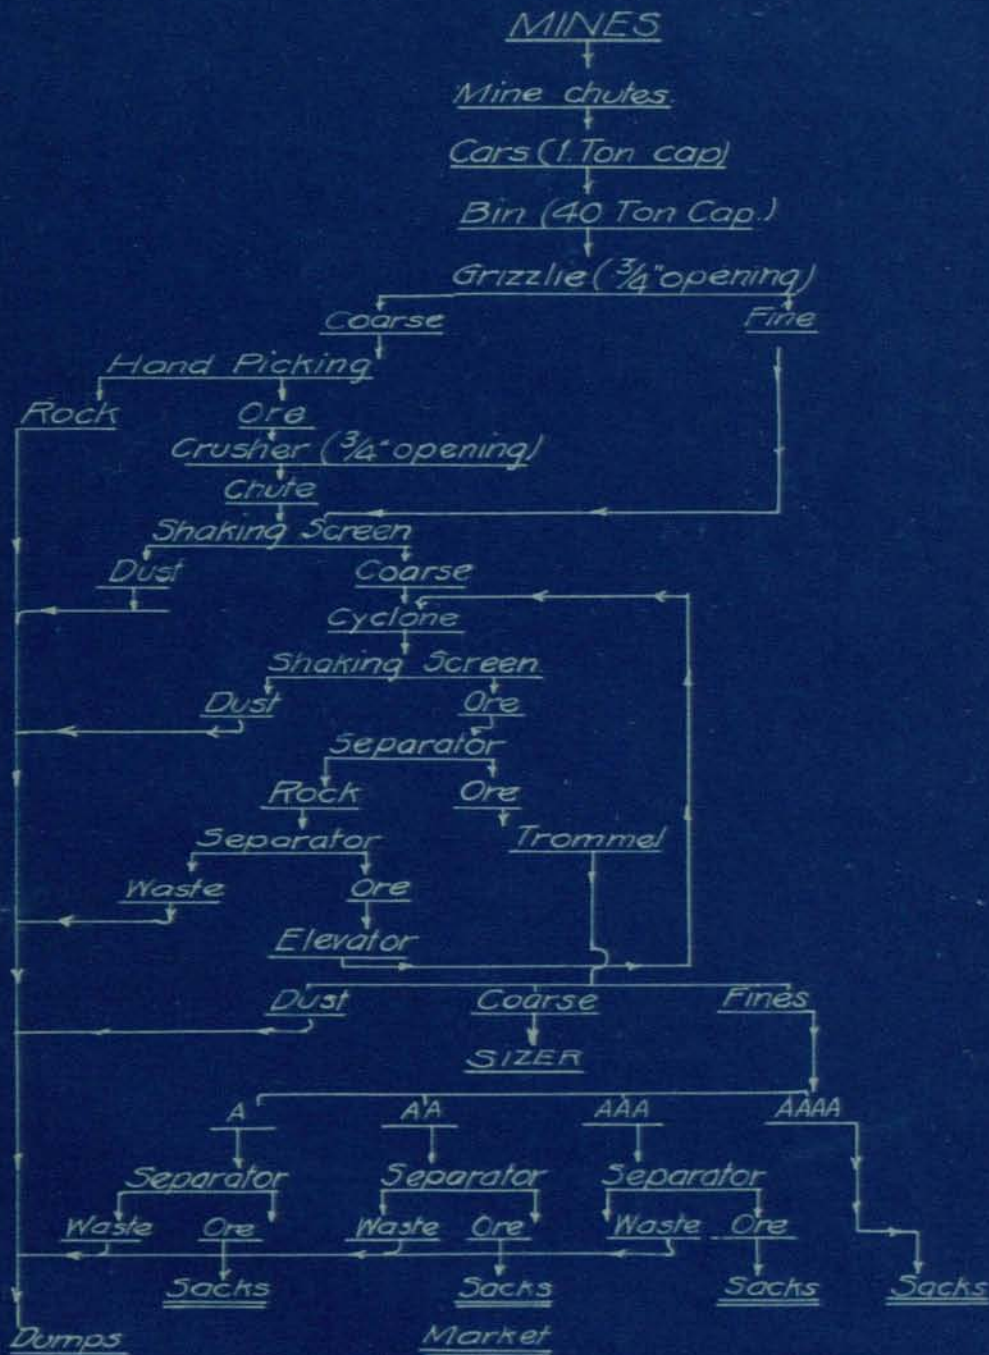 MINES
Mine chutes.
Cars (1. Ton cap)
Bin (40 Ton Cap.)
Grizzlie (3/4" opening)
Coarse Fine
Hand Picking
Rock Ore
Crusher (3/4" opening)
Chute
Shaking Screen
Dust Coarse
Cyclone
Shaking Screen
Dust Ore
Separator
Rock Ore
Separator Trommel
Waste Ore
Elevator
Dust Coarse Fines
SIZER
A AA AAA AAAA
Separator Separator Separator
Waste Ore Waste Ore Waste Ore
Sacks Sacks Sacks Sacks
Dumps Market